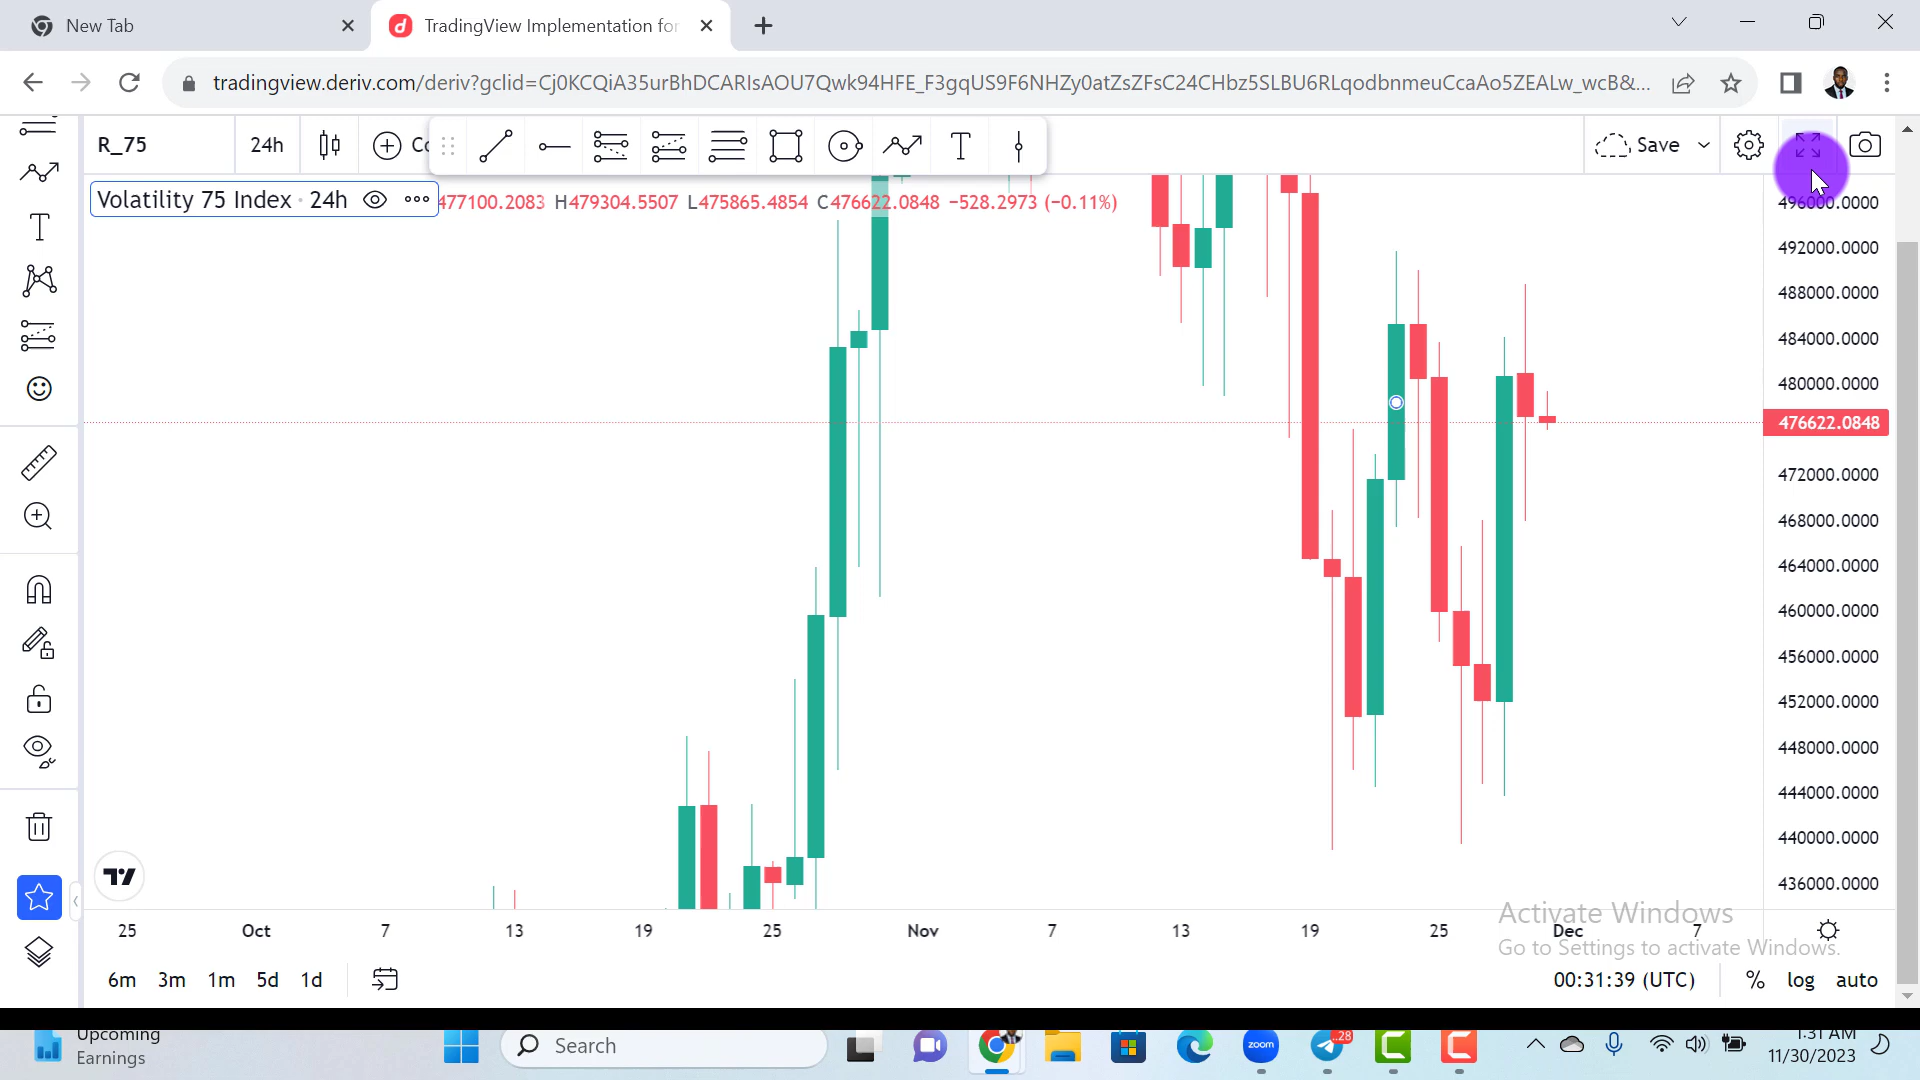 New Tab
TradingView Implementation for
tradingview.deriv.com/deriv?gclid=Cj0KCQiA35urBhDCARIsAOU7Qwk94HFE_F3gqUS9F6NHZy0atZsZFsC24CHbz5SLBU6RLqodbnmeuCcaAo5ZEALw_wcB&...
R_75
24h
Save
Volatility 75 Index · 24h
477100.2083 H479304.5507 L475865.4854 C476622.0848 −528.2973 (−0.11%)
496000.0000
492000.0000
488000.0000
484000.0000
480000.0000
476622.0848
472000.0000
468000.0000
464000.0000
460000.0000
456000.0000
452000.0000
448000.0000
444000.0000
440000.0000
436000.0000
25 Oct 7 13 19 25 Nov 7 13 19 25 Dec 7
Activate Windows
Go to Settings to activate Windows.
6m 3m 1m 5d 1d
00:31:39 (UTC)
% log auto
Upcoming
Earnings
Search
zoom
..28
1:31 AM
11/30/2023